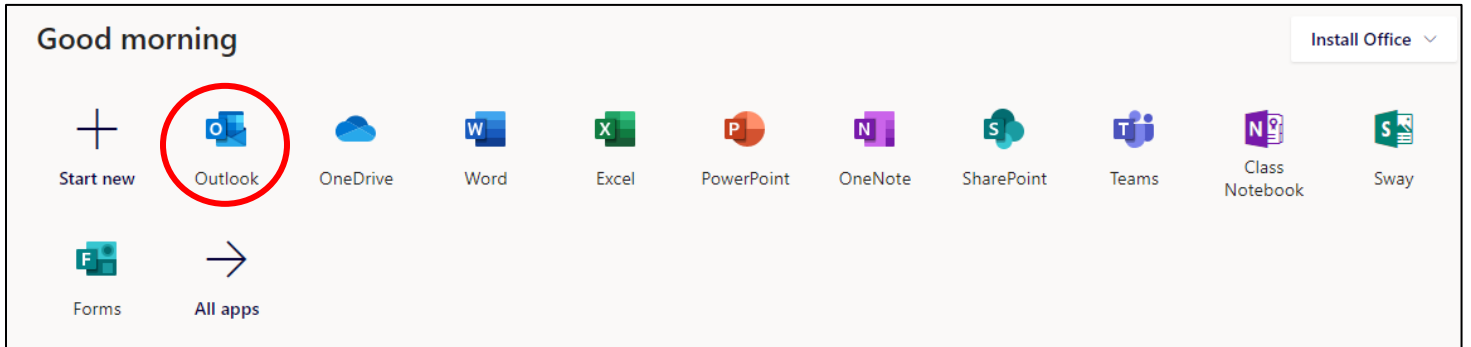 Good morning
Install Office
Start new
Outlook
OneDrive
Word
Excel
PowerPoint
OneNote
SharePoint
Teams
Class
Notebook
Sway
Forms
All apps